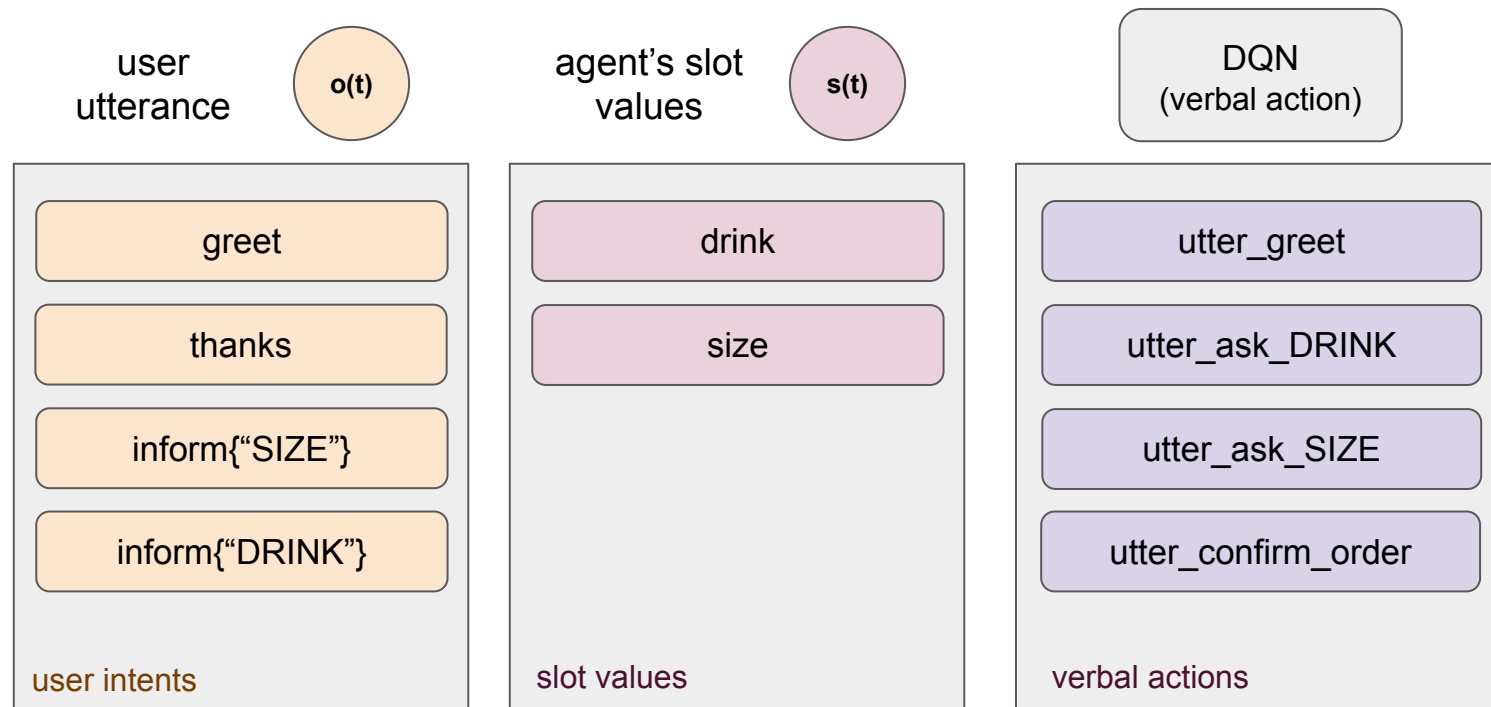 user
utterance
o(t)
agent’s slot
values
s(t)
DQN
(verbal action)
greet
thanks
inform{“SIZE”}
inform{“DRINK”}
user intents
drink
size
slot values
utter_greet
utter_ask_DRINK
utter_ask_SIZE
utter_confirm_order
verbal actions